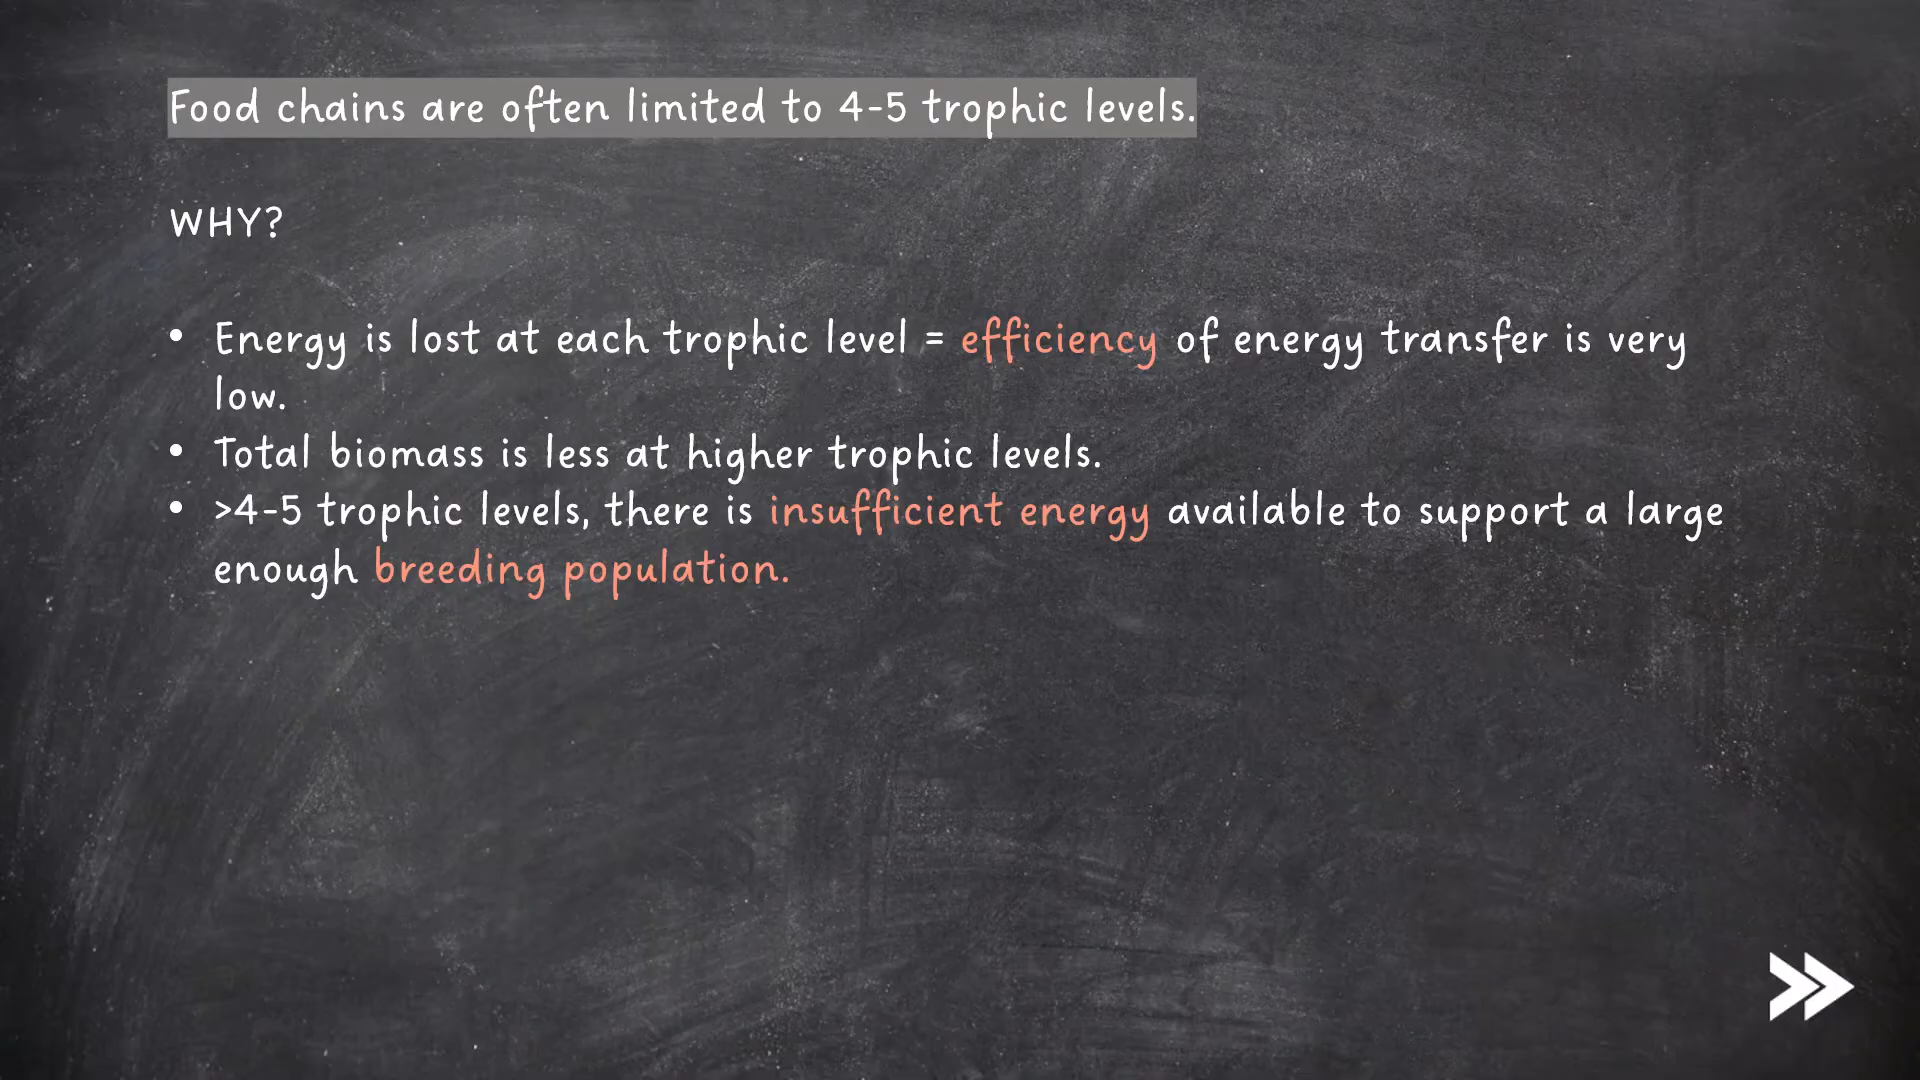 Food chains are often limited to 4-5 trophic levels.
WHY?
• Energy is lost at each trophic level = efficiency of energy transfer is very
low.
• Total biomass is less at higher trophic levels.
• >4-5 trophic levels, there is insufficient energy available to support a large
enough breeding population.